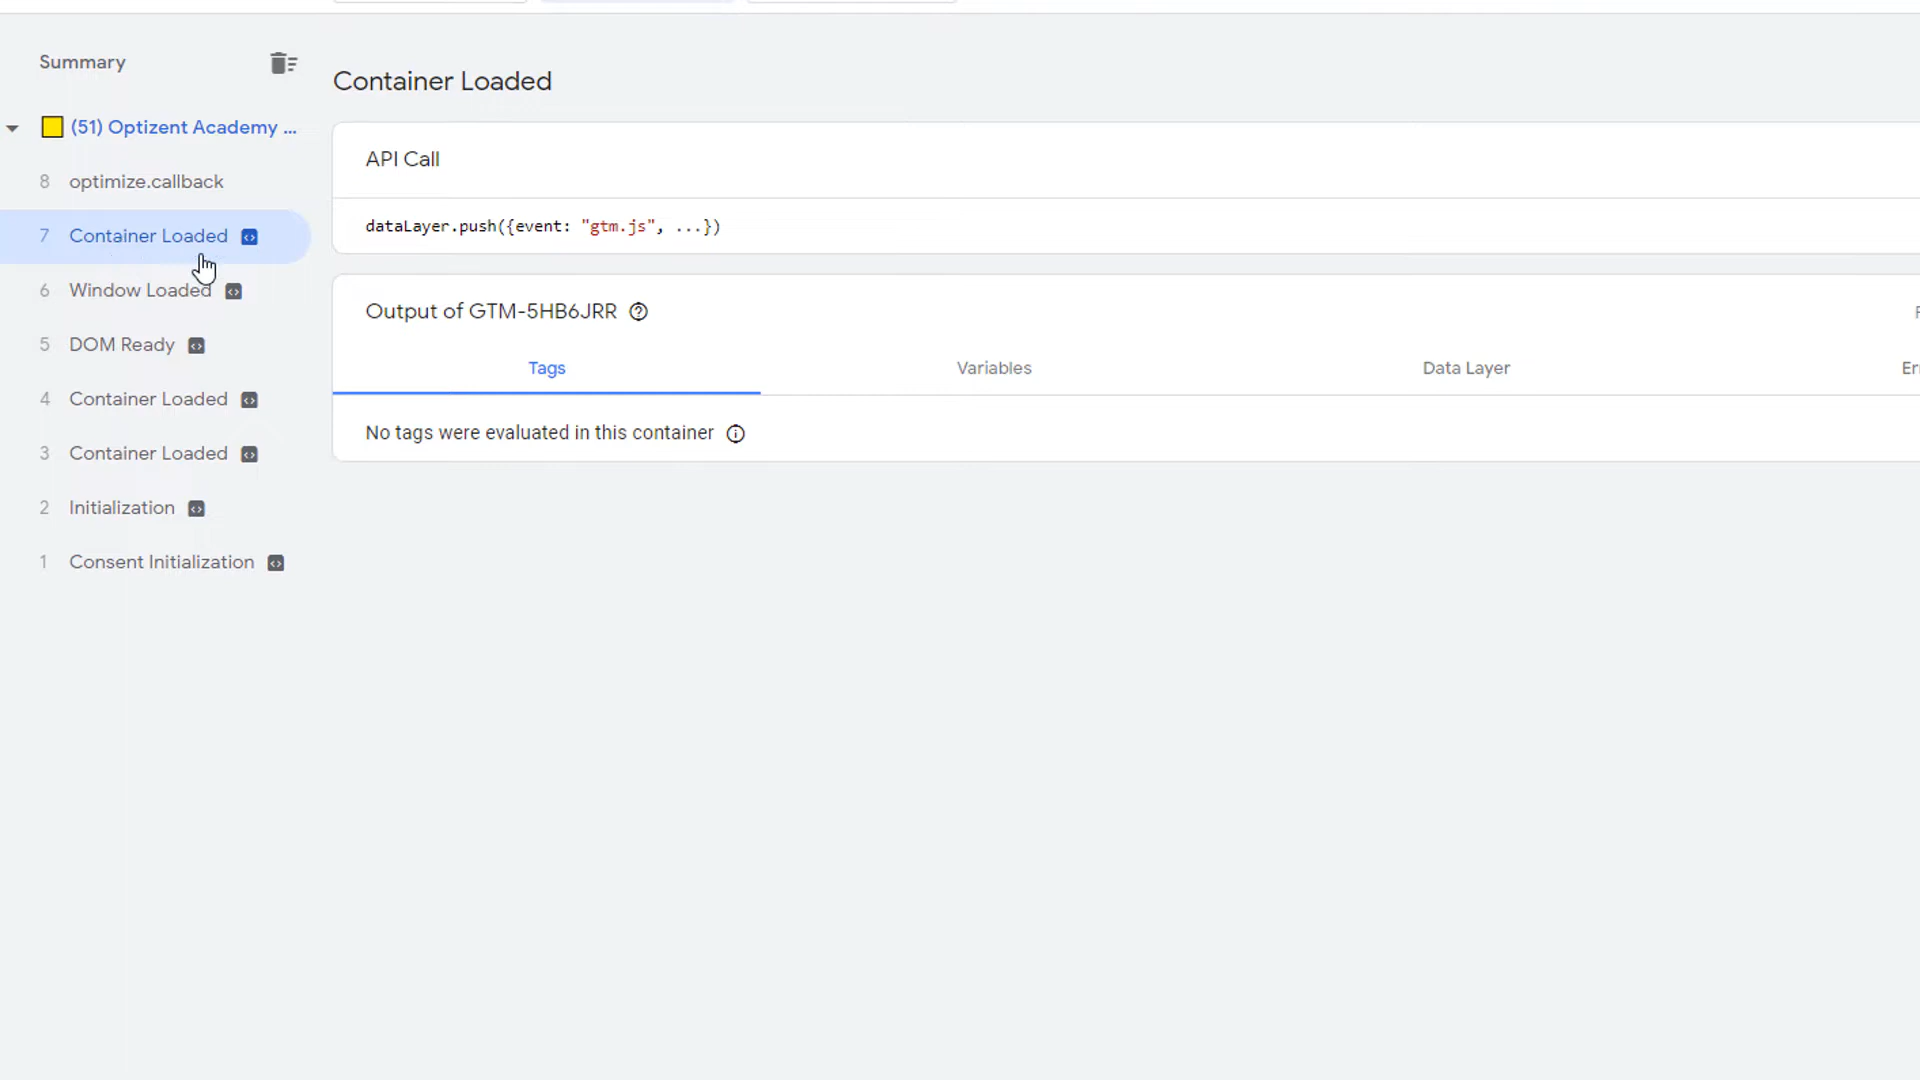 Summary
(51) Optizent Academy ...
8 optimize.callback
7 Container Loaded
6 Window Loaded
5 DOM Ready
4 Container Loaded
3 Container Loaded
2 Initialization
1 Consent Initialization
Container Loaded
API Call
dataLayer.push({event: "gtm.js", ...})
Output of GTM-5HB6JRR
Tags Variables Data Layer
No tags were evaluated in this container